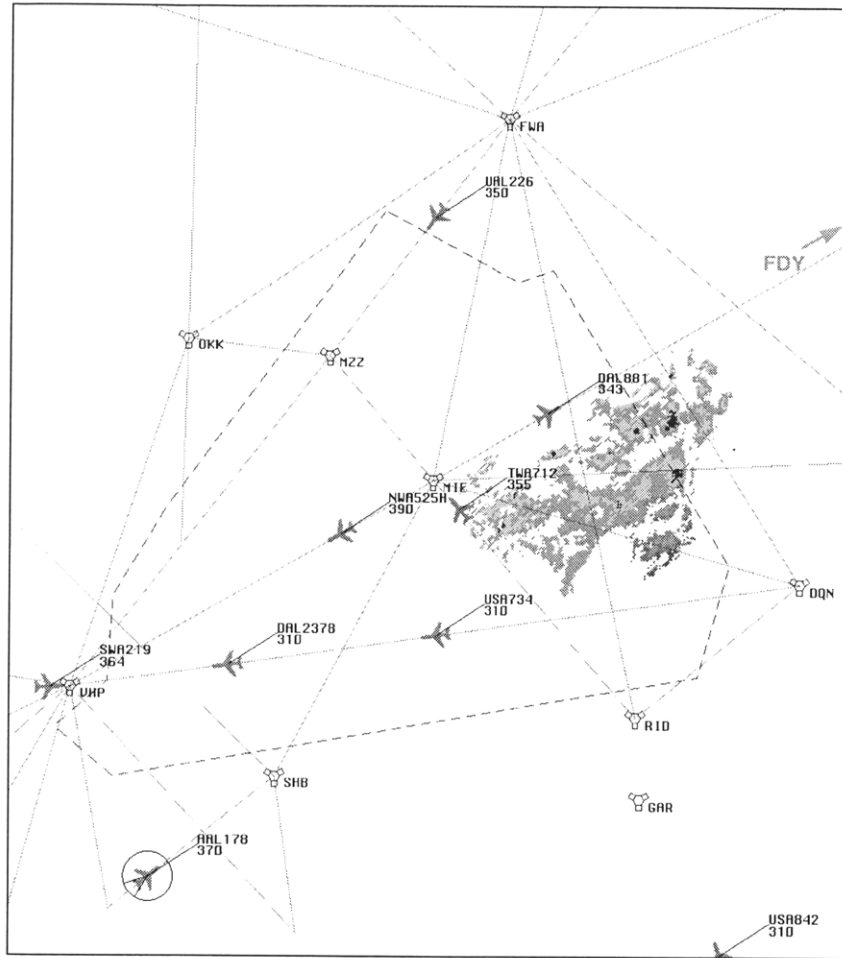 FWA
UAL226
350
FDY
OKK
MZZ
DAL881
343
MIE
TWA712
355
NWA525H
390
DQN
USA734
310
DAL2378
310
SWA219
364
VHP
RID
SHB
GAR
AAL178
370
USA842
310